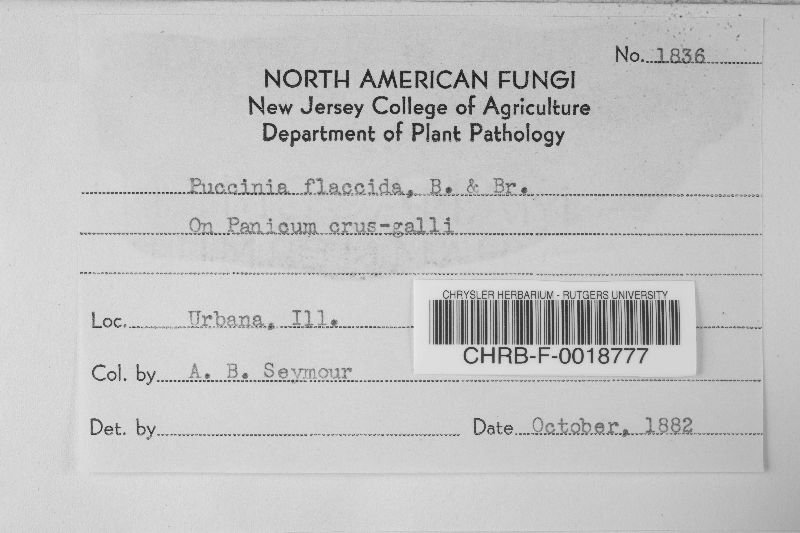 No. 1836
NORTH AMERICAN FUNGI
New Jersey College of Agriculture
Department of Plant Pathology
Puccinia flaccida, B. & Br.
On Panicum crus-galli
CHRYSLER HERBARIUM - RUTGERS UNIVERSITY
Loc. Urbana, Ill.
CHRB-F-0018777
Col. by A. B. Seymour
Det. by
Date October, 1882